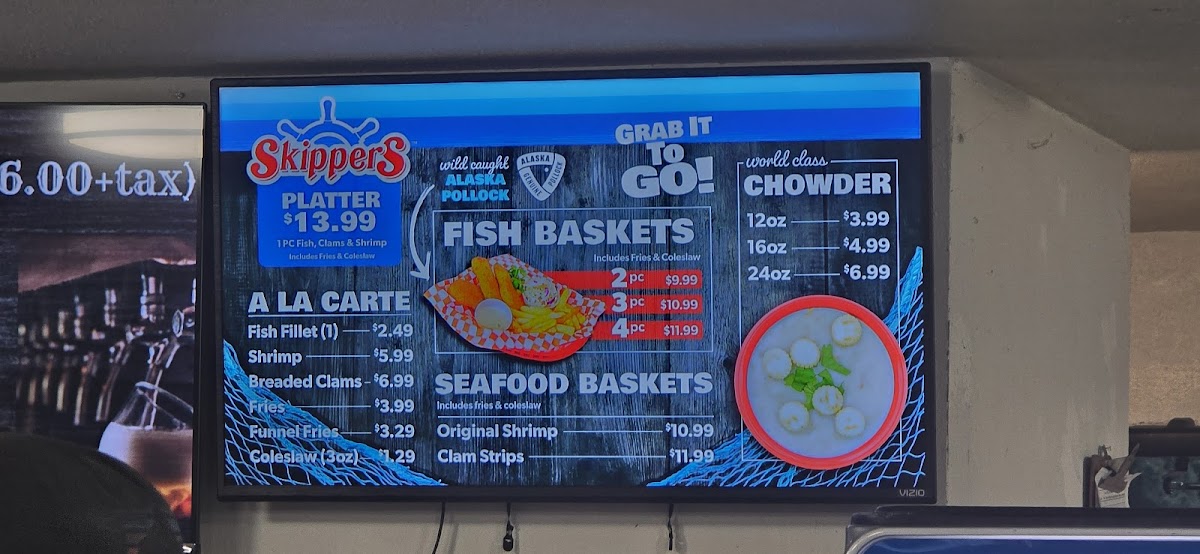 6.00+tax)
SkipperS
PLATTER
$13.99
1 PC Fish, Clams & Shrimp
Includes Fries & Coleslaw
A LA CARTE
Fish Fillet (1) $2.49
Shrimp $5.99
Breaded Clams $6.99
Fries $3.99
Funnel Fries $3.29
Coleslaw (3oz) $1.29
wild caught
ALASKA
POLLOCK
ALASKA
GENUINE
POLLOCK
GRAB IT
TO
GO!
FISH BASKETS
Includes Fries & Coleslaw
2 pc $9.99
3 pc $10.99
4 pc $11.99
SEAFOOD BASKETS
Includes fries & coleslaw
Original Shrimp $10.99
Clam Strips $11.99
world class
CHOWDER
12oz $3.99
16oz $4.99
24oz $6.99
VIZIO